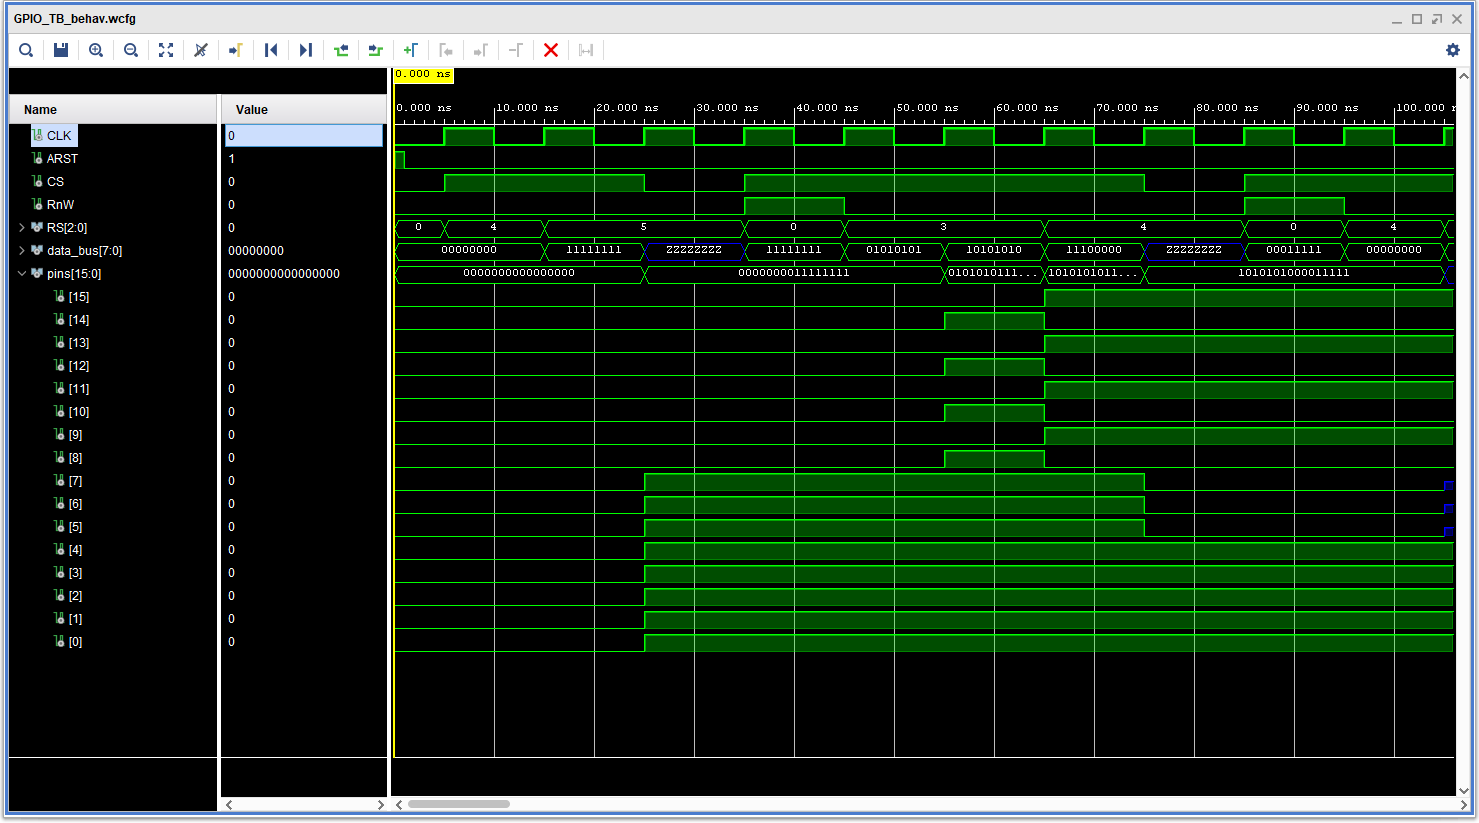 GPIO_TB_behav.wcfg
0.000 ns
Name Value
0.000 ns 10.000 ns 20.000 ns 30.000 ns 40.000 ns 50.000 ns 60.000 ns 70.000 ns 80.000 ns 90.000 ns 100.000 n
CLK 0
ARST 1
CS 0
RnW 0
RS[2:0] 0 0 4 5 0 3 4 0 4
data_bus[7:0] 00000000 00000000 11111111 ZZZZZZZZ 11111111 01010101 10101010 11100000 ZZZZZZZZ 00011111 00000000
pins[15:0] 0000000000000000 0000000000000000 0000000011111111 0101010111... 1010101011... 1010101000011111
[15] 0
[14] 0
[13] 0
[12] 0
[11] 0
[10] 0
[9] 0
[8] 0
[7] 0
[6] 0
[5] 0
[4] 0
[3] 0
[2] 0
[1] 0
[0] 0